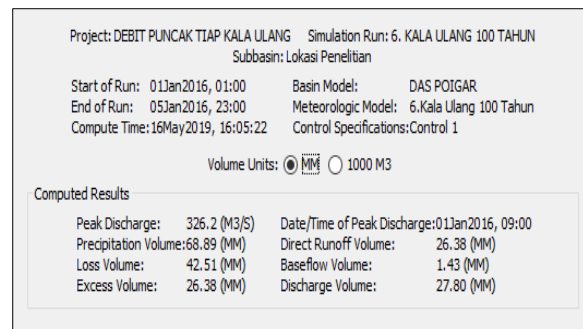 Project: DEBIT PUNCAK TIAP KALA ULANG Simulation Run: 6. KALA ULANG 100 TAHUN
Subbasin: Lokasi Penelitian
Start of Run: 01Jan2016, 01:00 Basin Model: DAS POIGAR
End of Run: 05Jan2016, 23:00 Meteorologic Model: 6.Kala Ulang 100 Tahun
Compute Time:16May2019, 16:05:22 Control Specifications:Control 1
Volume Units: MM 1000 M3
Computed Results
Peak Discharge: 326.2 (M3/S) Date/Time of Peak Discharge:01Jan2016, 09:00
Precipitation Volume:68.89 (MM) Direct Runoff Volume: 26.38 (MM)
Loss Volume: 42.51 (MM) Baseflow Volume: 1.43 (MM)
Excess Volume: 26.38 (MM) Discharge Volume: 27.80 (MM)